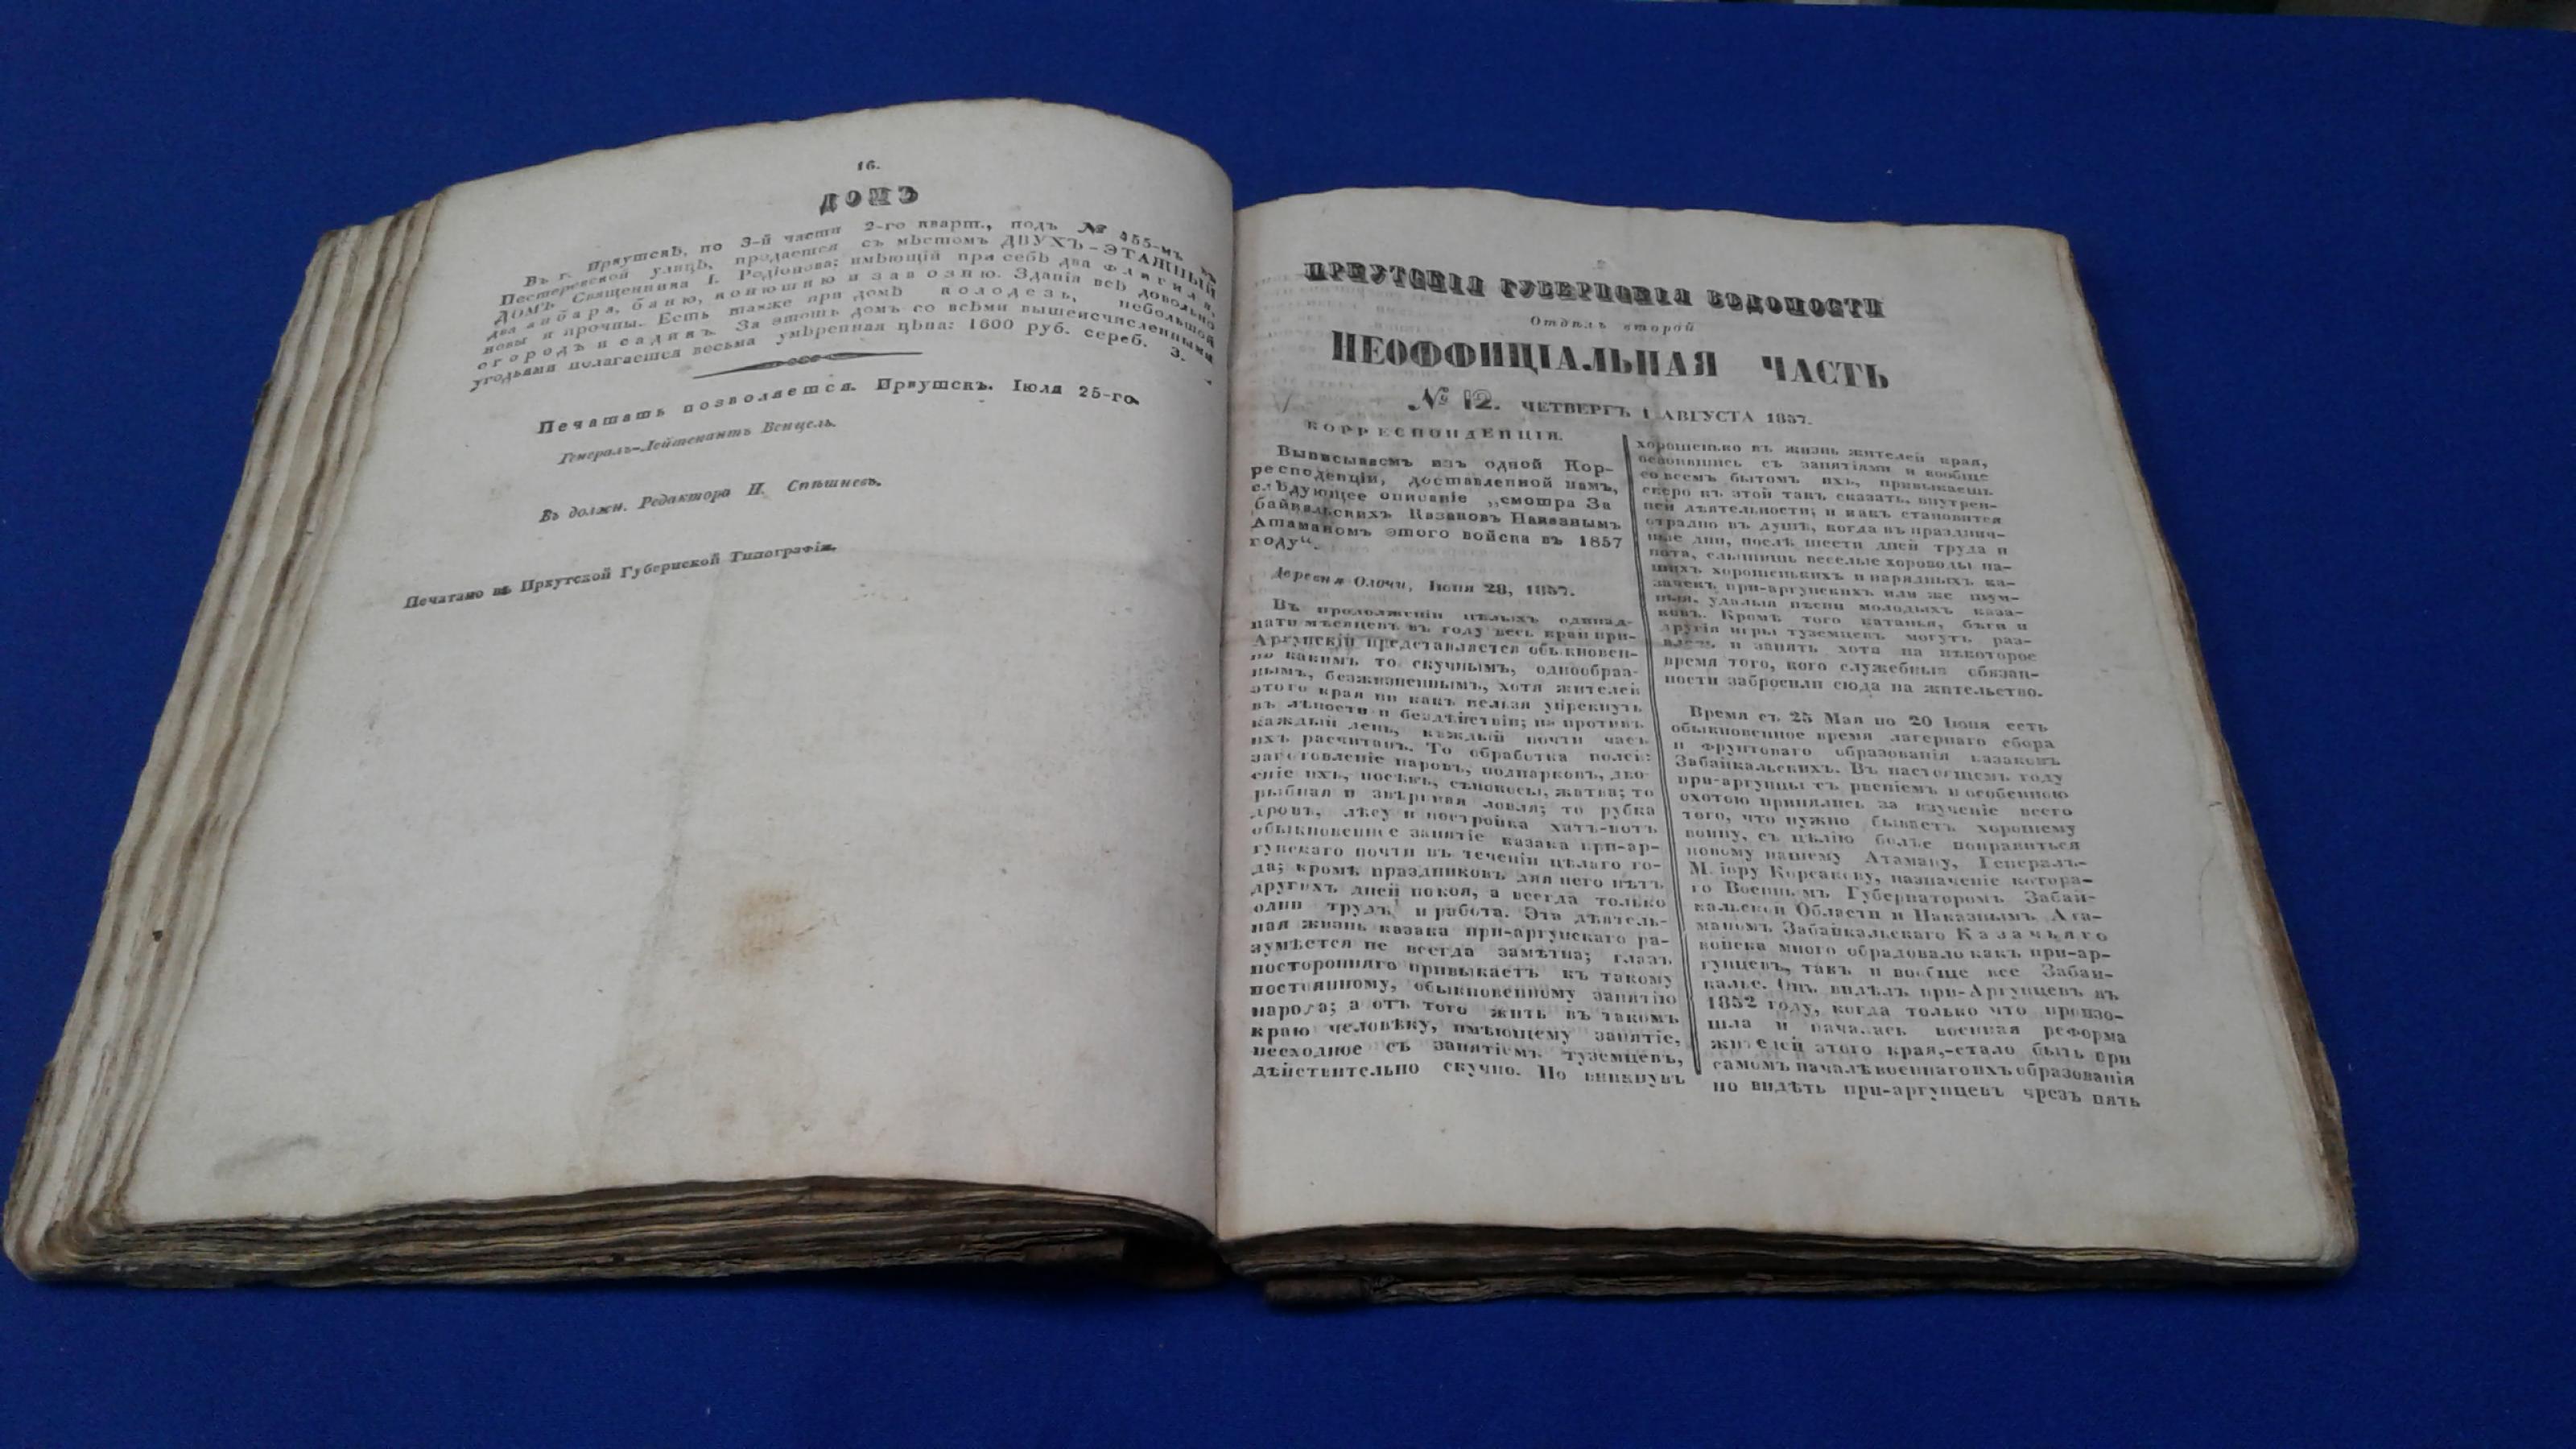 16.
ДОМЪ
Въ г. Иркутскѣ, по 3-й части 2-го кварт., подъ № 455-мъ въ
Пестеревской улицѣ, продается съ мѣстомъ ДВУХЪ-ЭТАЖНЫЙ
ДОМЪ Священника І. Родіонова; имѣющій при себѣ два флигиля,
два анбара, баню, конюшню и завозню. Зданія всѣ довольно
новы и прочны. Есть также при домѣ колодезь, небольшой
огородъ и садикъ. За этотъ домъ со всѣми вышеисчисленными
угодьями полагается весьма умѣренная цѣна: 1600 руб. сереб. 3.
Печатать позволяется. Иркутскъ. Іюля 25-го.
Генералъ-Лейтенантъ Венцель.
Въ должн. Редактора Н. Спѣшневъ.
Печатано въ Иркутской Губернской Типографіи.
ИРКУТСКІЯ ГУБЕРНСКІЯ ВѢДОМОСТИ
Отдѣлъ второй
НЕОФФИЦІАЛЬНАЯ ЧАСТЬ
№ 12. ЧЕТВЕРГЪ 1 АВГУСТА 1857.
КОРРЕСПОНДЕНЦІЯ.
Выписываемъ изъ одной Кор-
респоденціи, доставленной намъ,
слѣдующее описаніе „смотра За
байкальскихъ Казаковъ Наказнымъ
Атаманомъ этого войска въ 1857
году“.
Деревня Олочи, Іюня 28, 1857.
Въ продолженіи цѣлыхъ одинад-
цати мѣсяцевъ въ году весь край при-
Аргунскій представляется обыкновен-
но какимъ то скучнымъ, однообраз-
нымъ, безжизненнымъ, хотя жителей
этого края ни какъ нельзя упрекнуть
въ лѣности и бездѣйствіи; на противъ
каждый день, каждый почти часъ
ихъ расчитанъ. То обработка полей:
заготовленіе паровъ, подпарковъ, дво-
еніе ихъ, посѣвъ, сѣнокосы, жатва; то
рыбная и звѣриная ловля; то рубка
дровъ, лѣсу и постройка хатъ-вотъ
обыкновенные занятіе казака при-ар-
гунскаго почти въ теченіи цѣлаго го-
да; кромѣ праздниковъ для него нѣтъ
другихъ дней покоя, а всегда только
одни трудъ и работа. Эта дѣятель-
ная жизнь казака при-аргунскаго ра-
зумѣется не всегда замѣтна; глазъ
посторонняго привыкаетъ къ такому
постоянному, обыкновенному занятію
народа; а отъ того жить въ такомъ
краю человѣку, имѣющему занятіе,
несходное съ занятіемъ туземцевъ,
дѣйствительно скучно. Но вникнувъ
хорошенько въ жизнь жителей края,
освоившись съ занятіями и вообще
со всемъ бытомъ ихъ, привыкаешь
скоро къ этой такъ сказать, внутрен-
ней дѣятельности; и какъ становится
отрадно въ душѣ, когда въ празднич-
ные дни, послѣ шести дней труда и
пота, слышишь веселые хороводы на-
шихъ хорошенькихъ и нарядныхъ ка-
зачекъ при-аргунскихъ или же шум-
ныя, удалыя пѣсни молодыхъ каза-
ковъ. Кромѣ того катанья, бѣги и
другія игры туземцевъ могутъ раз-
влечь и занять хотя на нѣкоторое
время того, кого служебныя обязан-
ности забросили сюда на жительство.
Время съ 25 Мая по 20 Іюня есть
обыкновенное время лагернаго сбора
и фрунтоваго образованія казаковъ
Забайкальскихъ. Въ настоящемъ году
при-аргунцы съ рвеніемъ и особенною
охотою принялись за изученіе всего
того, что нужно бываетъ хорошему
воину, съ цѣлію болѣе понравиться
новому нашему Атаману, Генералъ-
Маіору Корсакову, назначеніе котора-
го Военнымъ Губернаторомъ Забай-
кальской Области и Наказнымъ Ата-
маномъ Забайкальскаго Казачьяго
войска много обрадовало какъ при-ар-
гунцевъ, такъ и вообще все Забай-
калье. Онъ видѣлъ при-Аргунцевъ въ
1852 году, когда только что произо-
шла и началась военная реформа
жителей этого края,-стало быть при
самомъ началѣ военнаго ихъ образованія
но видѣть при-аргунцевъ чрезъ пять